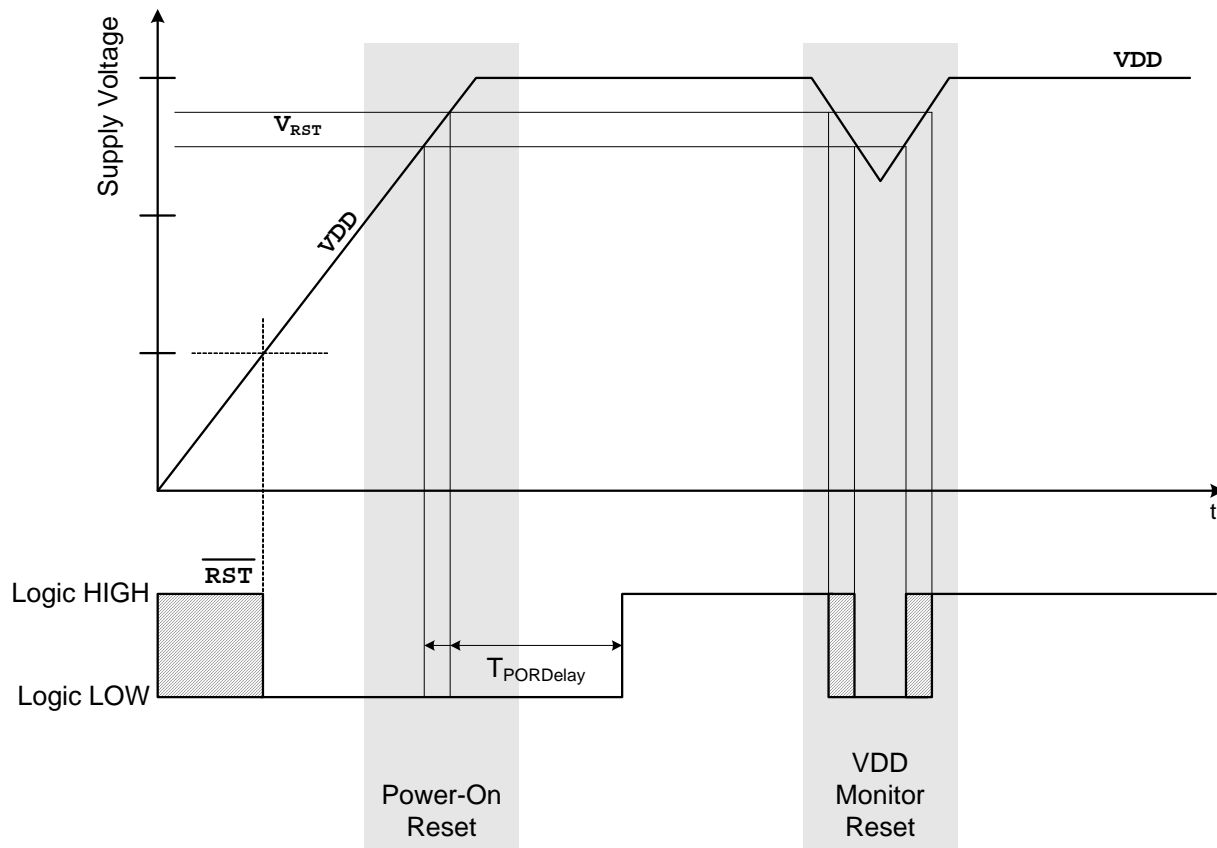 Supply Voltage
VDD
V_RST
VDD
t
RST
Logic HIGH
Logic LOW
T_PORDelay
Power-On
Reset
VDD
Monitor
Reset